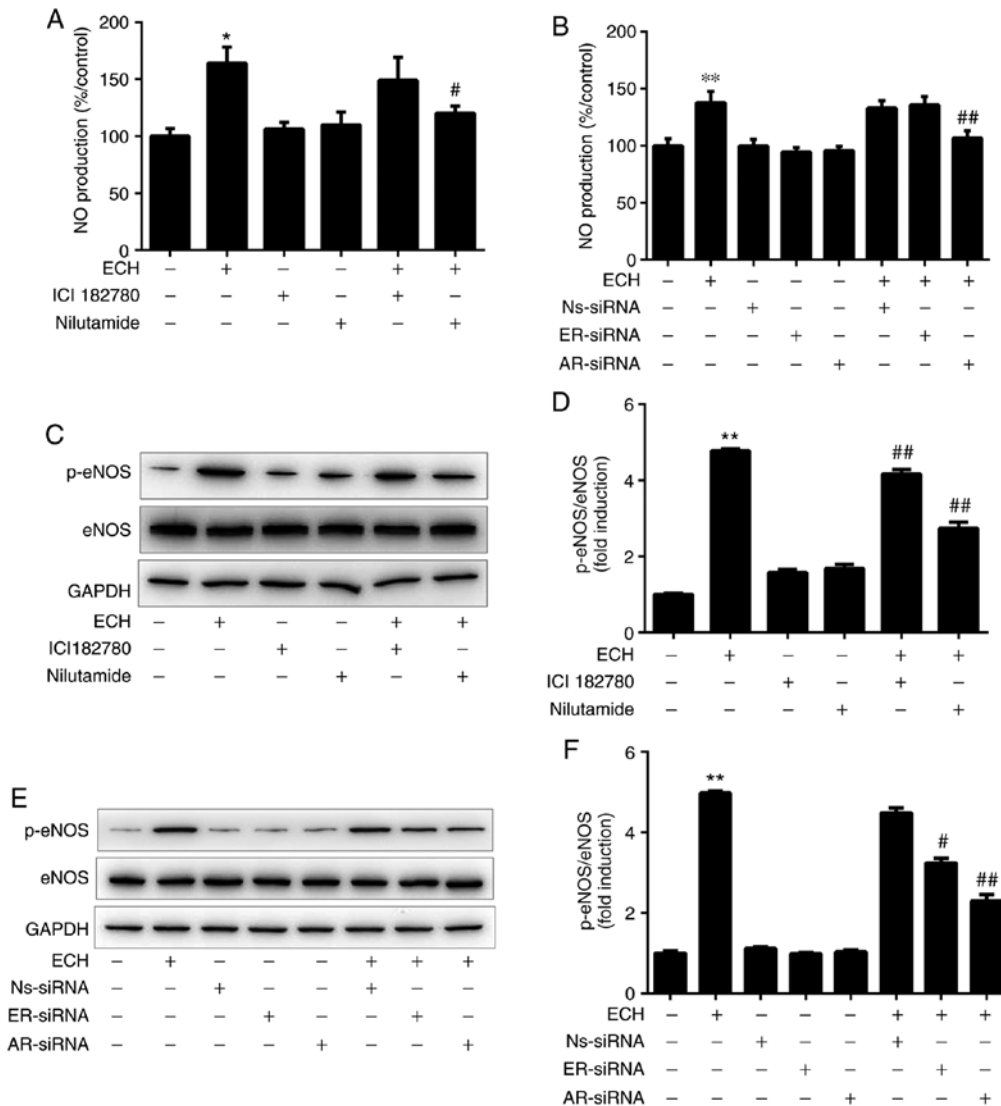 A
NO production (%/control)
200
150
100
50
0
*
#
ECH – + – – + +
ICI 182780 – – + – + –
Nilutamide – – – + – +
B
NO production (%/control)
200
150
100
50
0
**
##
ECH – + – – – + + +
Ns-siRNA – – + – – + – –
ER-siRNA – – – + – – + –
AR-siRNA – – – – + – – +
C
p-eNOS
eNOS
GAPDH
ECH – + – – + +
ICI182780 – – + – + –
Nilutamide – – – + – +
D
p-eNOS/eNOS
(fold induction)
6
4
2
0
**
##
##
ECH – + – – + +
ICI 182780 – – + – + –
Nilutamide – – – + – +
E
p-eNOS
eNOS
GAPDH
ECH – + – – – + + +
Ns-siRNA – – + – – + – –
ER-siRNA – – – + – – + –
AR-siRNA – – – – + – – +
F
p-eNOS/eNOS
(fold induction)
6
4
2
0
**
#
##
ECH – + – – – + + +
Ns-siRNA – – + – – + – –
ER-siRNA – – – + – – + –
AR-siRNA – – – – + – – +